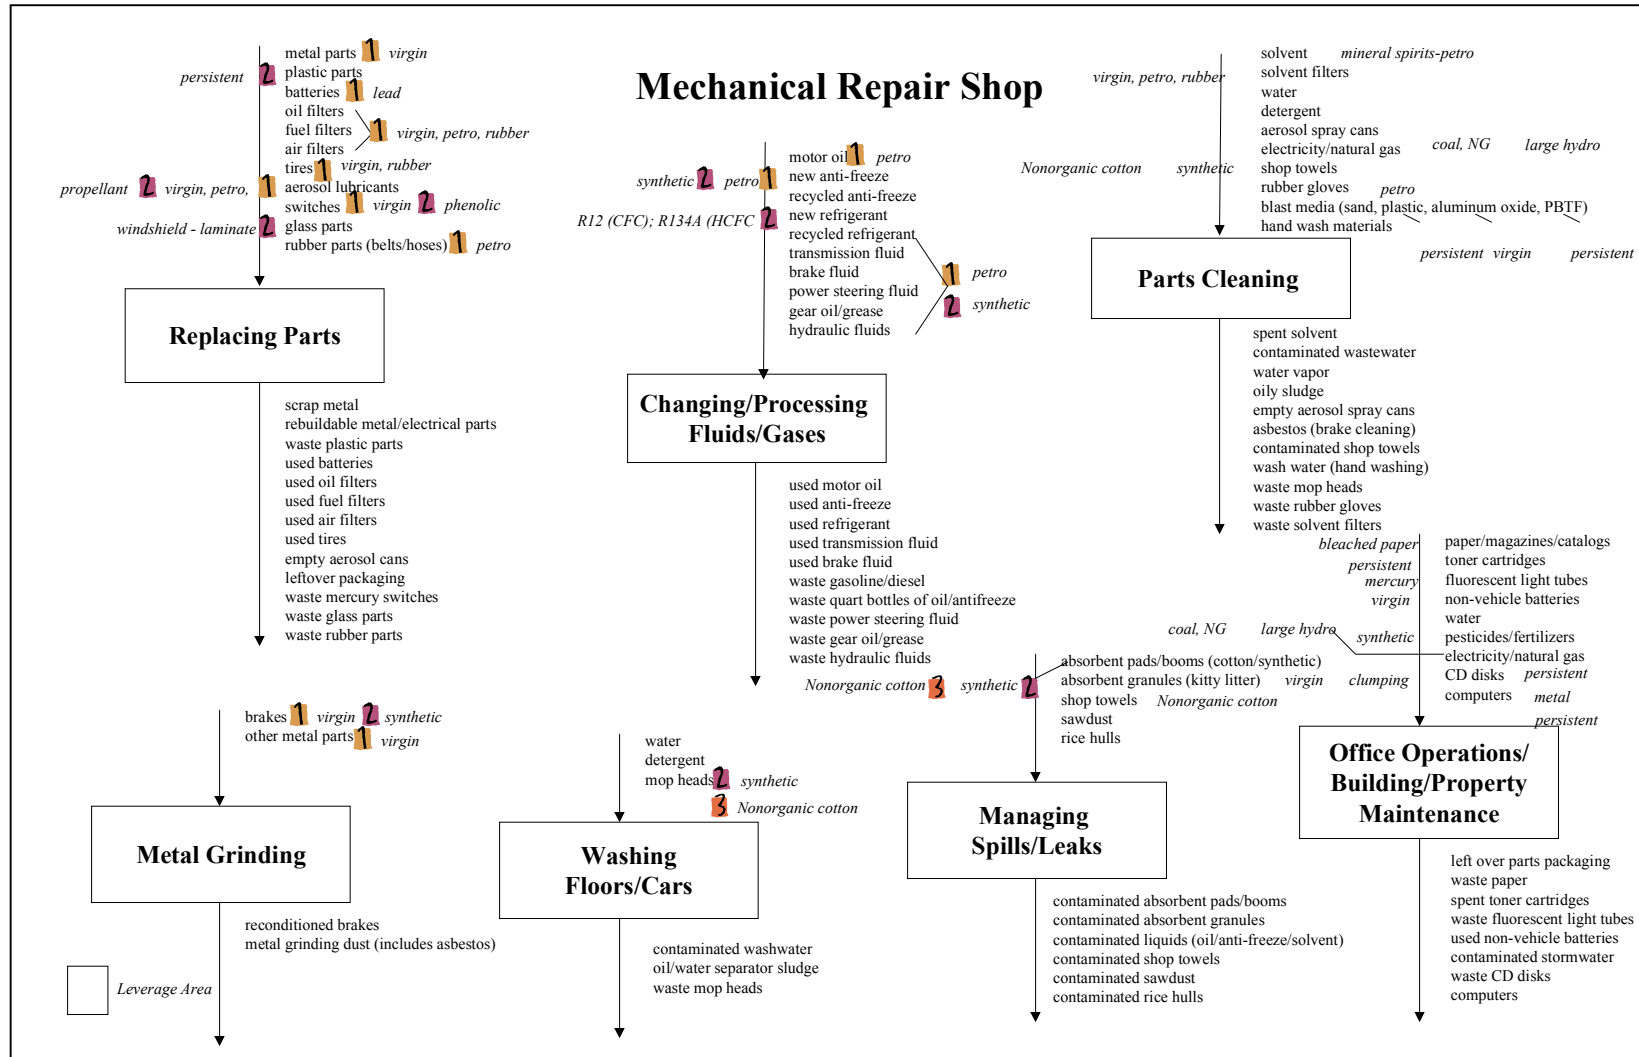 Mechanical Repair Shop
metal parts 1 virgin
persistent 2 plastic parts
batteries 1 lead
oil filters
fuel filters 1 virgin, petro, rubber
air filters
tires 1 virgin, rubber
propellant 2 virgin, petro, 1 aerosol lubricants
switches 1 virgin 2 phenolic
windshield - laminate 2 glass parts
rubber parts (belts/hoses) 1 petro
Replacing Parts
scrap metal
rebuildable metal/electrical parts
waste plastic parts
used batteries
used oil filters
used fuel filters
used air filters
used tires
empty aerosol cans
leftover packaging
waste mercury switches
waste glass parts
waste rubber parts
motor oil 1 petro
synthetic 2 petro 1 new anti-freeze
recycled anti-freeze
new refrigerant
R12 (CFC); R134A (HCFC 2
recycled refrigerant
transmission fluid
brake fluid 1 petro
power steering fluid
gear oil/grease 2 synthetic
hydraulic fluids
Changing/Processing
Fluids/Gases
used motor oil
used anti-freeze
used refrigerant
used transmission fluid
used brake fluid
waste gasoline/diesel
waste quart bottles of oil/antifreeze
waste power steering fluid
waste gear oil/grease
waste hydraulic fluids
solvent mineral spirits-petro
virgin, petro, rubber solvent filters
water
detergent
aerosol spray cans
electricity/natural gas coal, NG large hydro
Nonorganic cotton synthetic shop towels
rubber gloves petro
blast media (sand, plastic, aluminum oxide, PBTF)
hand wash materials
persistent virgin persistent
Parts Cleaning
spent solvent
contaminated wastewater
water vapor
oily sludge
empty aerosol spray cans
asbestos (brake cleaning)
contaminated shop towels
wash water (hand washing)
waste mop heads
waste rubber gloves
waste solvent filters
brakes 1 virgin 2 synthetic
other metal parts 1 virgin
Metal Grinding
reconditioned brakes
metal grinding dust (includes asbestos)
Leverage Area
water
detergent
mop heads 2 synthetic
3 Nonorganic cotton
Washing
Floors/Cars
contaminated washwater
oil/water separator sludge
waste mop heads
absorbent pads/booms (cotton/synthetic)
Nonorganic cotton 3 synthetic 2 absorbent granules (kitty litter) virgin clumping
shop towels Nonorganic cotton
sawdust
rice hulls
Managing
Spills/Leaks
contaminated absorbent pads/booms
contaminated absorbent granules
contaminated liquids (oil/anti-freeze/solvent)
contaminated shop towels
contaminated sawdust
contaminated rice hulls
bleached paper paper/magazines/catalogs
persistent toner cartridges
mercury fluorescent light tubes
virgin non-vehicle batteries
water
synthetic pesticides/fertilizers
coal, NG large hydro electricity/natural gas
CD disks persistent
computers metal
persistent
Office Operations/
Building/Property
Maintenance
left over parts packaging
waste paper
spent toner cartridges
waste fluorescent light tubes
used non-vehicle batteries
contaminated stormwater
waste CD disks
computers